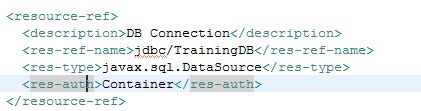 <resource-ref>
<description>DB Connection</description>
<res-ref-name>jdbc/TrainingDB</res-ref-name>
<res-type>javax.sql.DataSource</res-type>
<res-auth>Container</res-auth>
</resource-ref>